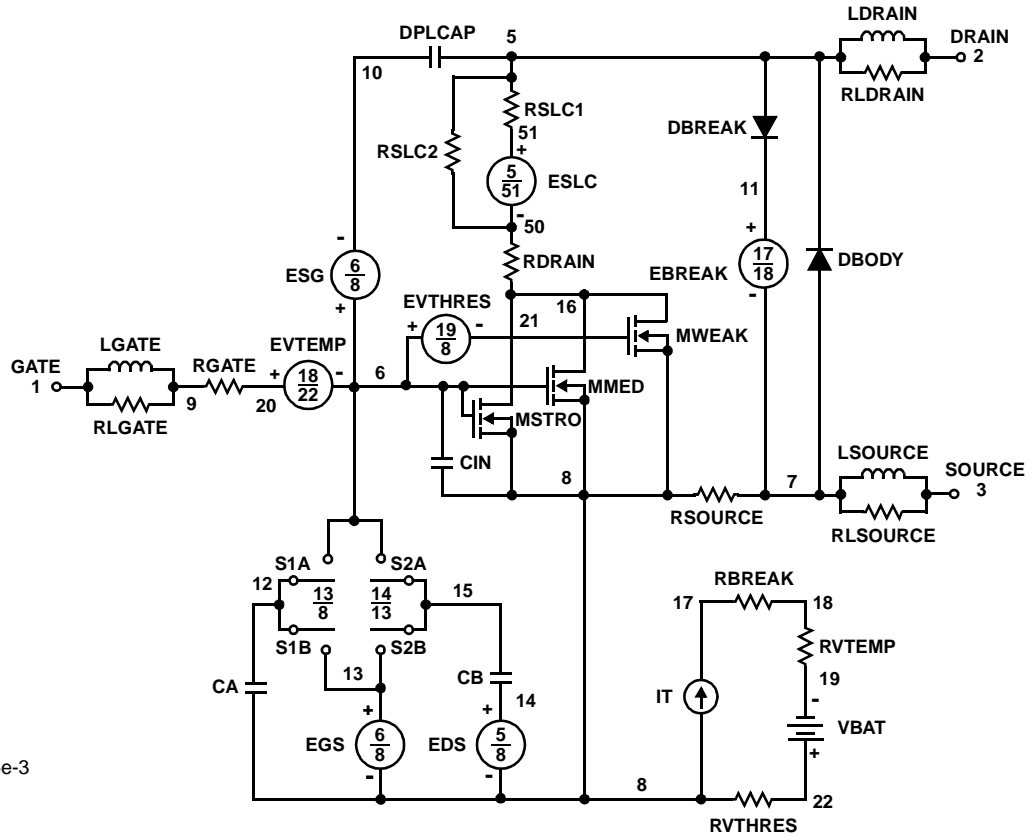 LDRAIN
DPLCAP
5
DRAIN
2
10
RLDRAIN
RSLC1
51
+
DBREAK
RSLC2
5
51
ESLC
-
50
11
+
-
6
8
ESG
+
RDRAIN
17
18
EBREAK
-
DBODY
EVTHRES
16
21
+
19
8
-
MWEAK
LGATE
GATE
1
RGATE
EVTEMP
+
18
22
-
6
MMED
9
20
RLGATE
MSTRO
CIN
8
7
LSOURCE
SOURCE
3
RSOURCE
RLSOURCE
S1A
S2A
12
13
8
14
13
15
S1B
S2B
RBREAK
17
18
RVTEMP
13
CB
CA
19
14
-
IT
VBAT
+
+
EGS
6
8
EDS
5
8
-
-
+
e-3
8
22
RVTHRES